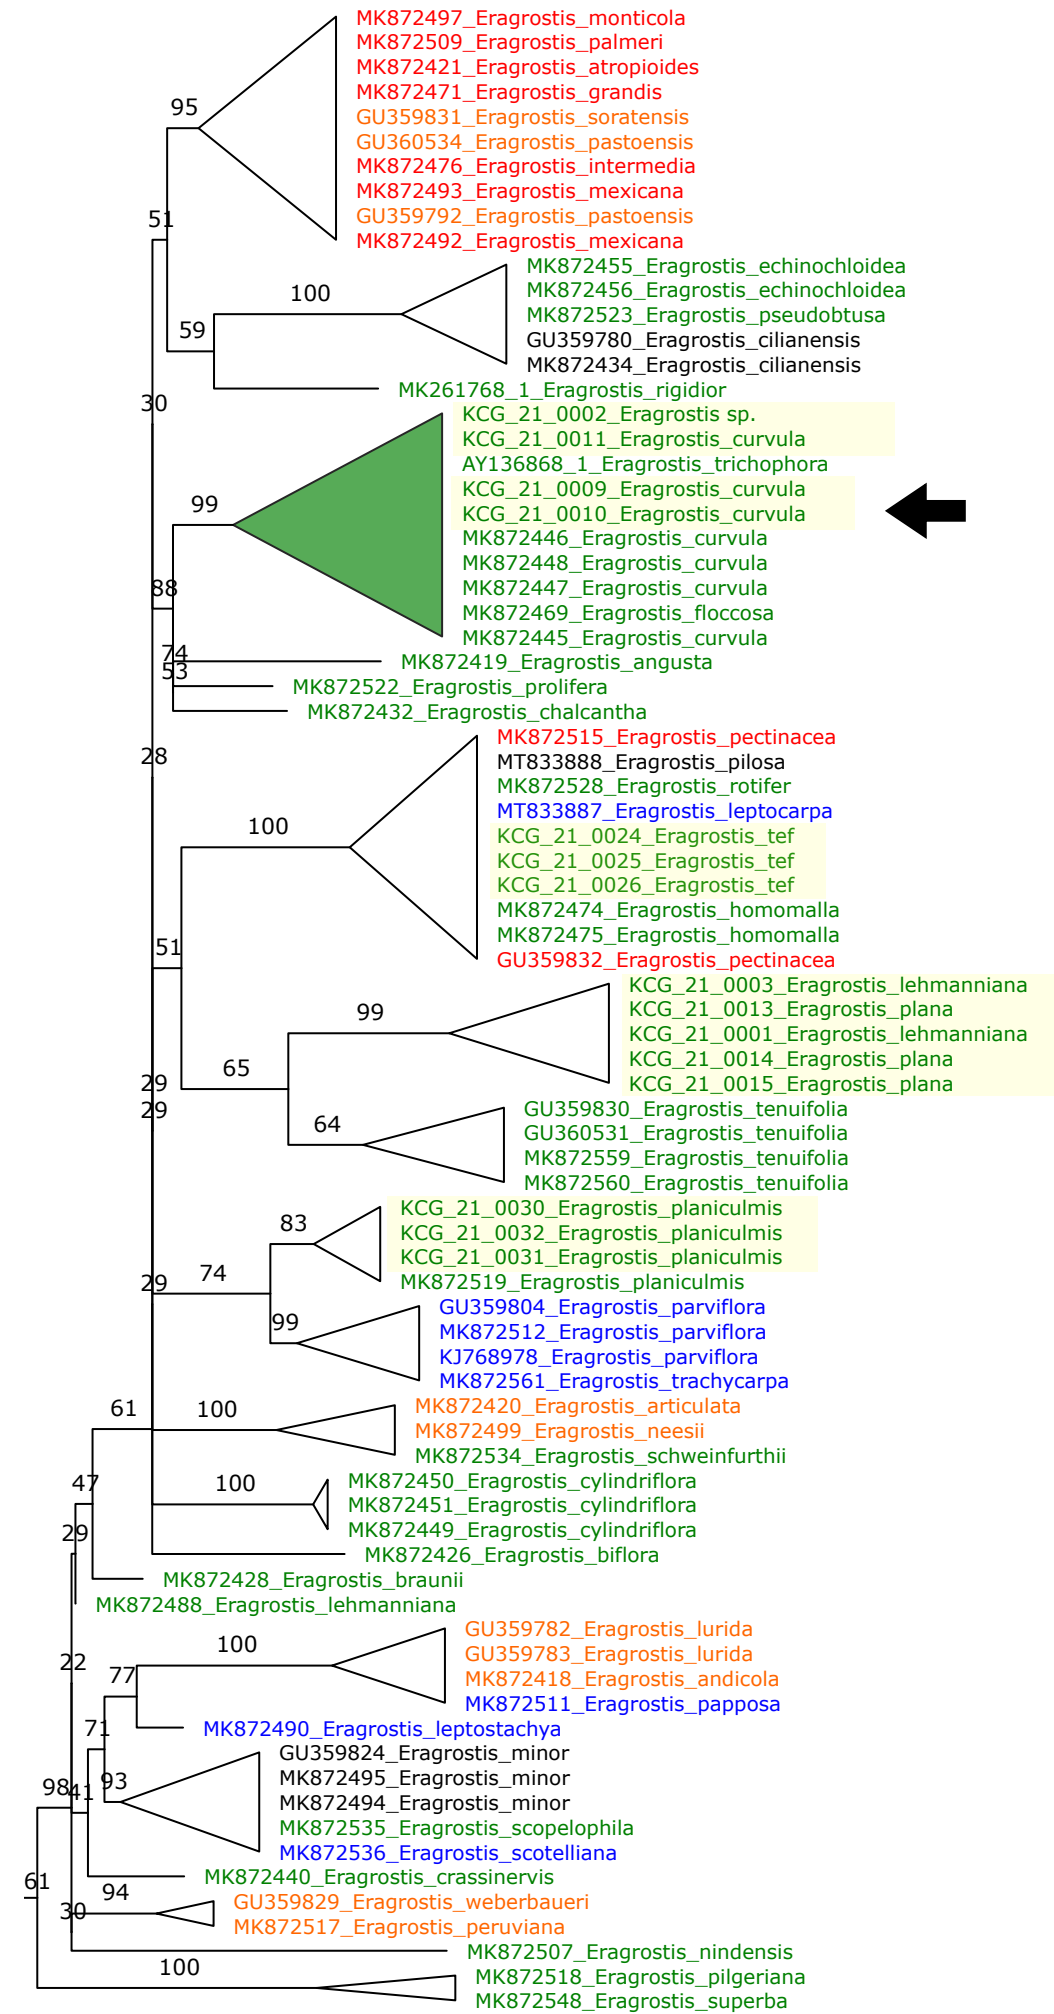 MK872497_Eragrostis_monticola
MK872509_Eragrostis_palmeri
MK872421_Eragrostis_atropioides
MK872471_Eragrostis_grandis
95
GU359831_Eragrostis_soratensis
GU360534_Eragrostis_pastoensis
MK872476_Eragrostis_intermedia
MK872493_Eragrostis_mexicana
51
GU359792_Eragrostis_pastoensis
MK872492_Eragrostis_mexicana
MK872455_Eragrostis_echinochloidea
100
MK872456_Eragrostis_echinochloidea
MK872523_Eragrostis_pseudobtusa
59
GU359780_Eragrostis_cilianensis
MK872434_Eragrostis_cilianensis
MK261768_1_Eragrostis_rigidior
30
KCG_21_0002_Eragrostis sp.
KCG_21_0011_Eragrostis_curvula
AY136868_1_Eragrostis_trichophora
KCG_21_0009_Eragrostis_curvula
99
KCG_21_0010_Eragrostis_curvula
MK872446_Eragrostis_curvula
MK872448_Eragrostis_curvula
88
MK872447_Eragrostis_curvula
MK872469_Eragrostis_floccosa
MK872445_Eragrostis_curvula
74
MK872419_Eragrostis_angusta
53
MK872522_Eragrostis_prolifera
MK872432_Eragrostis_chalcantha
MK872515_Eragrostis_pectinacea
28
MT833888_Eragrostis_pilosa
MK872528_Eragrostis_rotifer
MT833887_Eragrostis_leptocarpa
100
KCG_21_0024_Eragrostis_tef
KCG_21_0025_Eragrostis_tef
KCG_21_0026_Eragrostis_tef
MK872474_Eragrostis_homomalla
51
MK872475_Eragrostis_homomalla
GU359832_Eragrostis_pectinacea
KCG_21_0003_Eragrostis_lehmanniana
99
KCG_21_0013_Eragrostis_plana
KCG_21_0001_Eragrostis_lehmanniana
65
KCG_21_0014_Eragrostis_plana
29
KCG_21_0015_Eragrostis_plana
29
GU359830_Eragrostis_tenuifolia
64
GU360531_Eragrostis_tenuifolia
MK872559_Eragrostis_tenuifolia
MK872560_Eragrostis_tenuifolia
KCG_21_0030_Eragrostis_planiculmis
83
KCG_21_0032_Eragrostis_planiculmis
KCG_21_0031_Eragrostis_planiculmis
74
29
MK872519_Eragrostis_planiculmis
GU359804_Eragrostis_parviflora
99
MK872512_Eragrostis_parviflora
KJ768978_Eragrostis_parviflora
MK872561_Eragrostis_trachycarpa
61
100
MK872420_Eragrostis_articulata
MK872499_Eragrostis_neesii
MK872534_Eragrostis_schweinfurthii
47
100
MK872450_Eragrostis_cylindriflora
MK872451_Eragrostis_cylindriflora
29
MK872449_Eragrostis_cylindriflora
MK872426_Eragrostis_biflora
MK872428_Eragrostis_braunii
MK872488_Eragrostis_lehmanniana
GU359782_Eragrostis_lurida
100
GU359783_Eragrostis_lurida
22
77
MK872418_Eragrostis_andicola
MK872511_Eragrostis_papposa
71
MK872490_Eragrostis_leptostachya
GU359824_Eragrostis_minor
98
41
93
MK872495_Eragrostis_minor
MK872494_Eragrostis_minor
MK872535_Eragrostis_scopelophila
MK872536_Eragrostis_scotelliana
61
MK872440_Eragrostis_crassinervis
94
GU359829_Eragrostis_weberbaueri
30
MK872517_Eragrostis_peruviana
MK872507_Eragrostis_nindensis
100
MK872518_Eragrostis_pilgeriana
MK872548_Eragrostis_superba